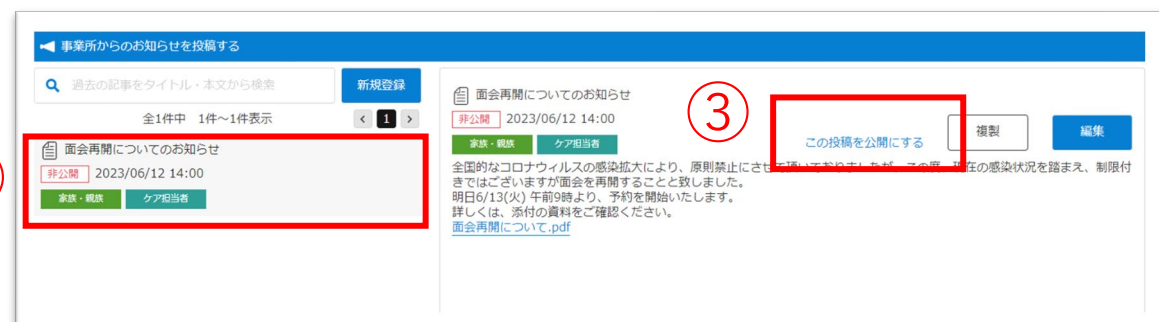 事業所からのお知らせを投稿する
過去の記事をタイトル・本文から検索
新規登録
全1件中 1件～1件表示
< 1 >
面会再開についてのお知らせ
非公開 2023/06/12 14:00
家族・親族 ケア担当者
面会再開についてのお知らせ
③
非公開 2023/06/12 14:00
家族・親族 ケア担当者
この投稿を公開にする
複製
編集
全国的なコロナウィルスの感染拡大により、原則禁止にさせて頂いておりましたが、この度、現在の感染状況を踏まえ、制限付
きではございますが面会を再開することと致しました。
明日6/13(火) 午前9時より、予約を開始いたします。
詳しくは、添付の資料をご確認ください。
面会再開について.pdf